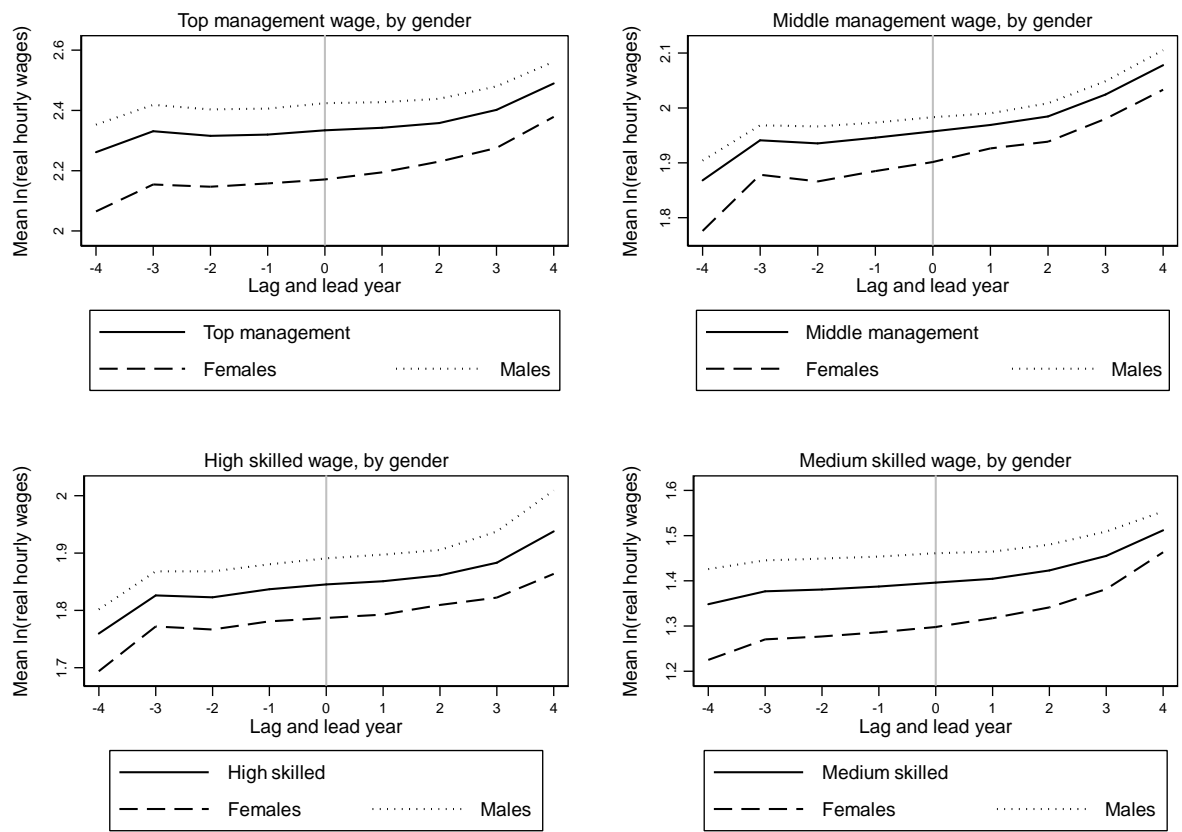 Top management wage, by gender
Mean ln(real hourly wages)
2.6
2.4
2.2
2
-4 -3 -2 -1 0 1 2 3 4
Lag and lead year
Top management
Females Males
Middle management wage, by gender
Mean ln(real hourly wages)
2.1
2
1.9
1.8
-4 -3 -2 -1 0 1 2 3 4
Lag and lead year
Middle management
Females Males
High skilled wage, by gender
Mean ln(real hourly wages)
2
1.9
1.8
1.7
-4 -3 -2 -1 0 1 2 3 4
Lag and lead year
High skilled
Females Males
Medium skilled wage, by gender
Mean ln(real hourly wages)
1.6
1.5
1.4
1.3
1.2
-4 -3 -2 -1 0 1 2 3 4
Lag and lead year
Medium skilled
Females Males